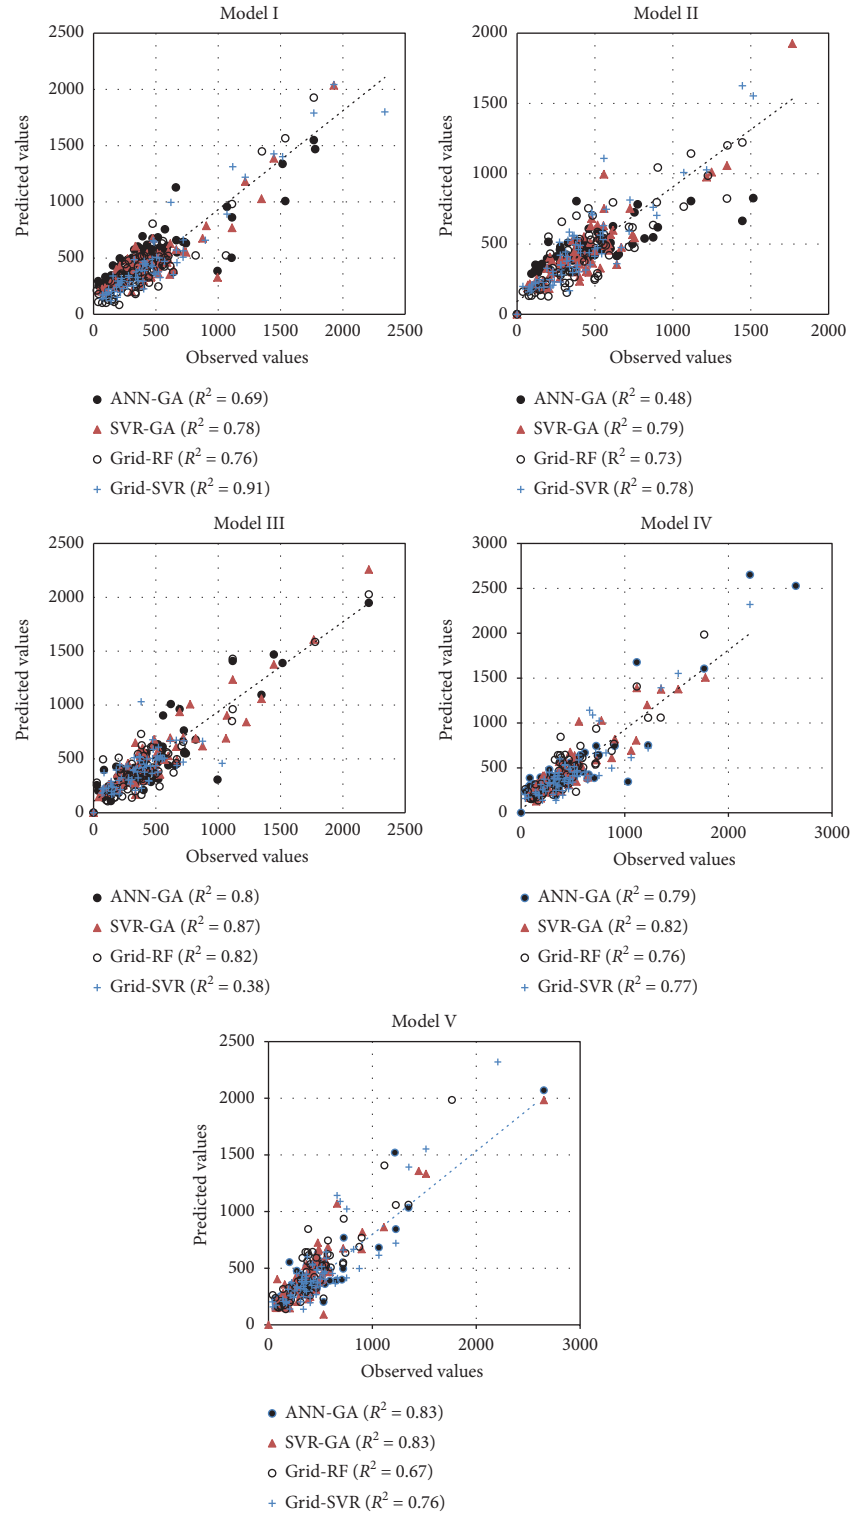 Model I
2500
2000
1500
1000
500
0
Predicted values
0 500 1000 1500 2000 2500
Observed values
ANN-GA (R² = 0.69)
SVR-GA (R² = 0.78)
Grid-RF (R² = 0.76)
Grid-SVR (R² = 0.91)
Model II
2000
1500
1000
500
0
Predicted values
0 500 1000 1500 2000
Observed values
ANN-GA (R² = 0.48)
SVR-GA (R² = 0.79)
Grid-RF (R² = 0.73)
Grid-SVR (R² = 0.78)
Model III
2500
2000
1500
1000
500
0
Predicted values
0 500 1000 1500 2000 2500
Observed values
ANN-GA (R² = 0.8)
SVR-GA (R² = 0.87)
Grid-RF (R² = 0.82)
Grid-SVR (R² = 0.38)
Model IV
3000
2500
2000
1500
1000
500
0
Predicted values
0 1000 2000 3000
Observed values
ANN-GA (R² = 0.79)
SVR-GA (R² = 0.82)
Grid-RF (R² = 0.76)
Grid-SVR (R² = 0.77)
Model V
2500
2000
1500
1000
500
0
Predicted values
0 1000 2000 3000
Observed values
ANN-GA (R² = 0.83)
SVR-GA (R² = 0.83)
Grid-RF (R² = 0.67)
Grid-SVR (R² = 0.76)